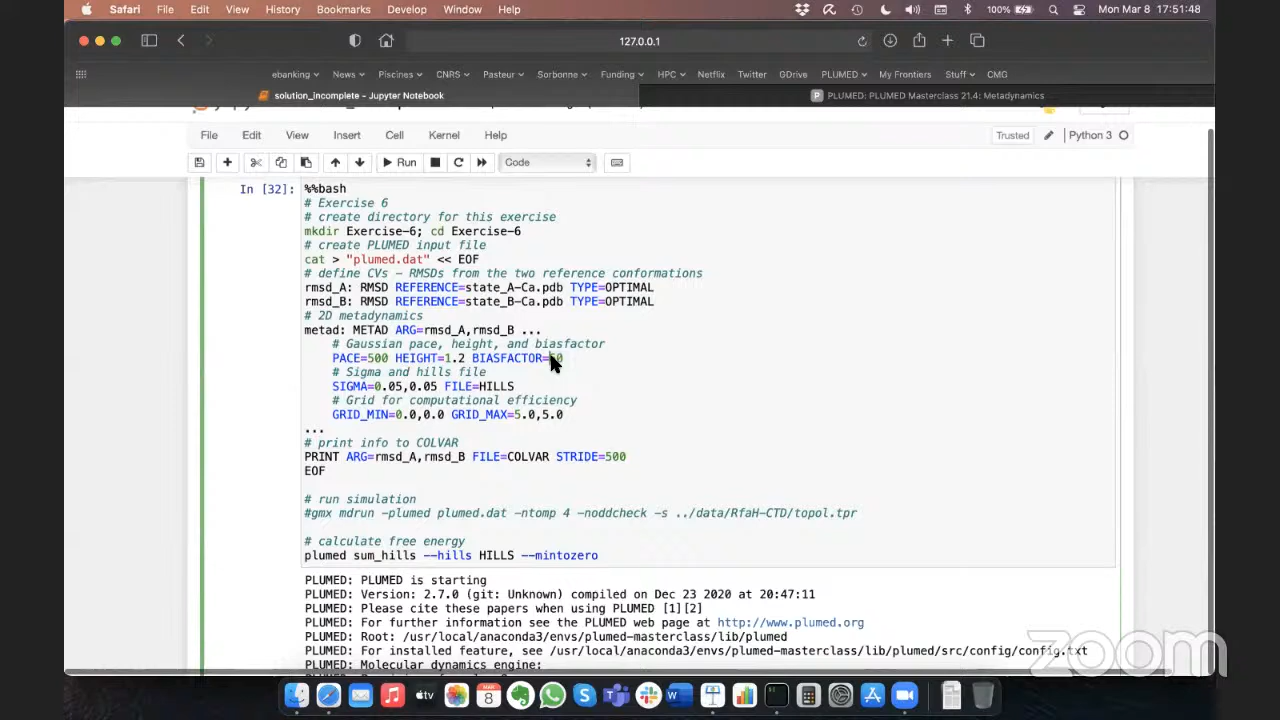 Safari File Edit View History Bookmarks Develop Window Help 100% Mon Mar 8 17:51:48
127.0.0.1
ebanking News Piscines CNRS Pasteur Sorbonne Funding HPC Netflix Twitter GDrive PLUMED My Frontiers Stuff CMG
solution_incomplete - Jupyter Notebook P PLUMED: PLUMED Masterclass 21.4: Metadynamics
File Edit View Insert Cell Kernel Help Trusted Python 3
Run Code
In [32]: %%bash
# Exercise 6
# create directory for this exercise
mkdir Exercise-6; cd Exercise-6
# create PLUMED input file
cat > "plumed.dat" << EOF
# define CVs - RMSDs from the two reference conformations
rmsd_A: RMSD REFERENCE=state_A-Ca.pdb TYPE=OPTIMAL
rmsd_B: RMSD REFERENCE=state_B-Ca.pdb TYPE=OPTIMAL
# 2D metadynamics
metad: METAD ARG=rmsd_A,rmsd_B ...
# Gaussian pace, height, and biasfactor
PACE=500 HEIGHT=1.2 BIASFACTOR=
# Sigma and hills file
SIGMA=0.05,0.05 FILE=HILLS
# Grid for computational efficiency
GRID_MIN=0.0,0.0 GRID_MAX=5.0,5.0
...
# print info to COLVAR
PRINT ARG=rmsd_A,rmsd_B FILE=COLVAR STRIDE=500
EOF
# run simulation
#gmx mdrun -plumed plumed.dat -ntomp 4 -noddcheck -s ../data/RfaH-CTD/topol.tpr
# calculate free energy
plumed sum_hills --hills HILLS --mintozero
PLUMED: PLUMED is starting
PLUMED: Version: 2.7.0 (git: Unknown) compiled on Dec 23 2020 at 20:47:11
PLUMED: Please cite these papers when using PLUMED [1][2]
PLUMED: For further information see the PLUMED web page at http://www.plumed.org
PLUMED: Root: /usr/local/anaconda3/envs/plumed-masterclass/lib/plumed
PLUMED: For installed feature, see /usr/local/anaconda3/envs/plumed-masterclass/lib/plumed/src/config/config.txt
PLUMED: Molecular dynamics engine:
zoom
tv MAR 8